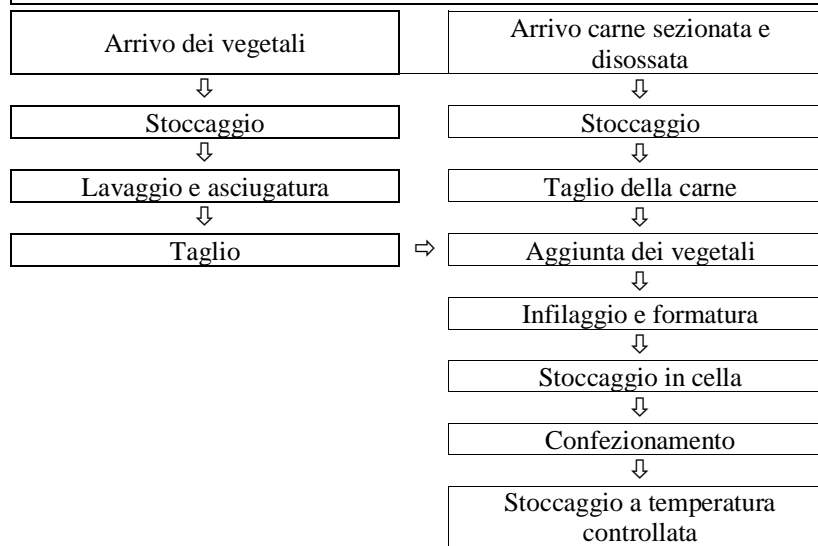 Arrivo dei vegetali
Arrivo carne sezionata e
disossata
⇩
⇩
Stoccaggio
Stoccaggio
⇩
⇩
Lavaggio e asciugatura
Taglio della carne
⇩
⇩
Taglio
⇨
Aggiunta dei vegetali
⇩
Infilaggio e formatura
⇩
Stoccaggio in cella
⇩
Confezionamento
⇩
Stoccaggio a temperatura
controllata